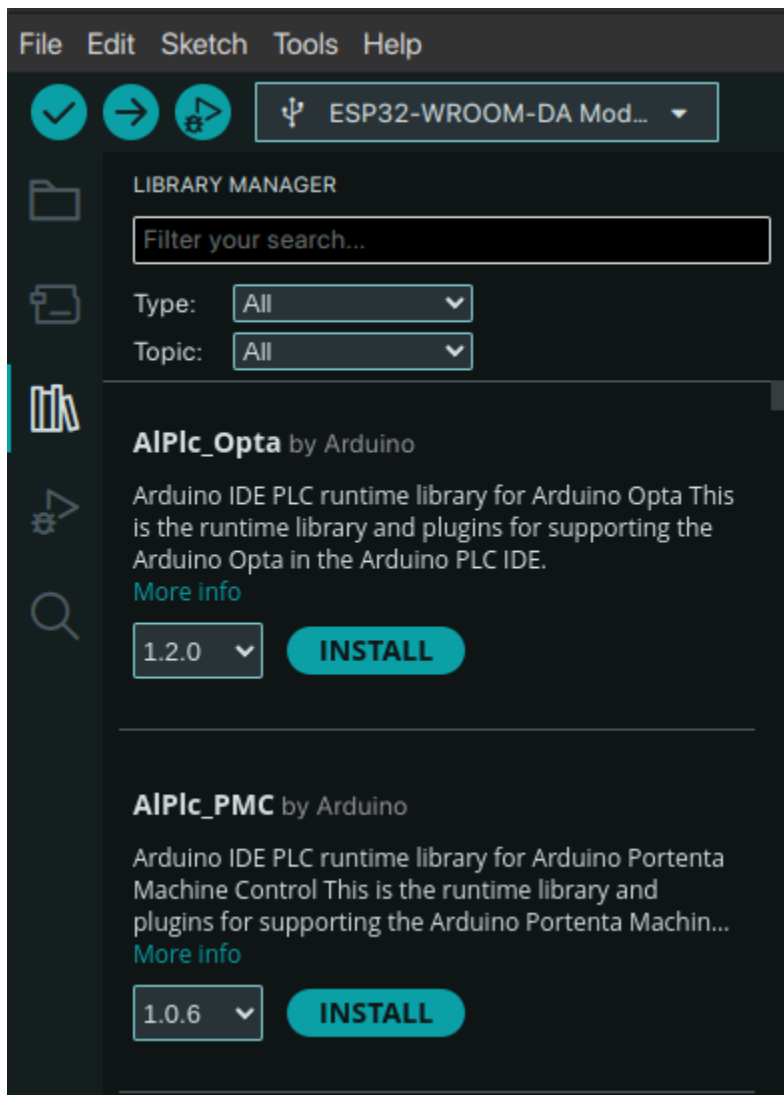 File Edit Sketch Tools Help
ESP32-WROOM-DA Mod...
LIBRARY MANAGER
Filter your search...
Type: All
Topic: All
AlPlc_Opta by Arduino
Arduino IDE PLC runtime library for Arduino Opta This
is the runtime library and plugins for supporting the
Arduino Opta in the Arduino PLC IDE.
More info
1.2.0 INSTALL
AlPlc_PMC by Arduino
Arduino IDE PLC runtime library for Arduino Portenta
Machine Control This is the runtime library and
plugins for supporting the Arduino Portenta Machin...
More info
1.0.6 INSTALL